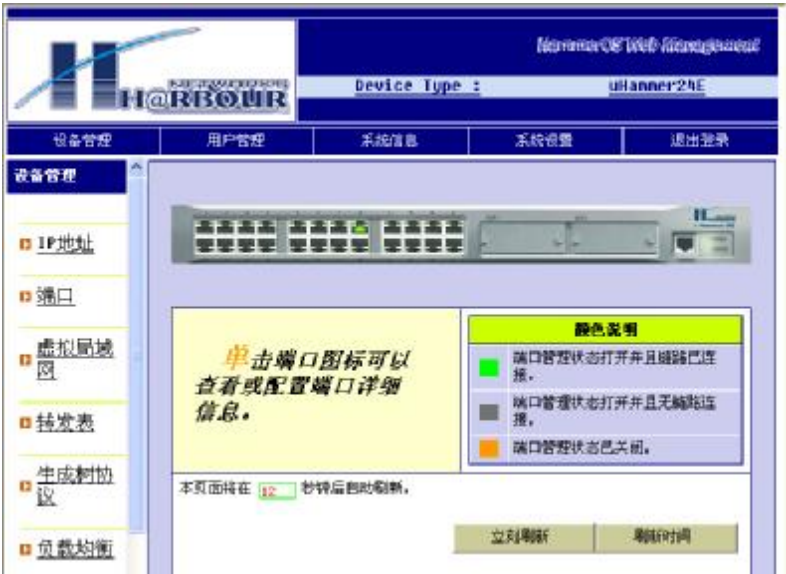 HammerOS Web Management
NETWORKS
H@RBOUR
Device Type :
uHammer24E
设备管理
用户管理
系统信息
系统设置
退出登录
设备管理
IP地址
端口
虚拟局域
网
转发表
生成树协
议
负载均衡
单击端口图标可以
查看或配置端口详细
信息。
颜色说明
端口管理状态打开并且链路已连
接。
端口管理状态打开并且无链路连
接。
端口管理状态已关闭。
本页面将在 12 秒钟后自动刷新。
立刻刷新
刷新时间